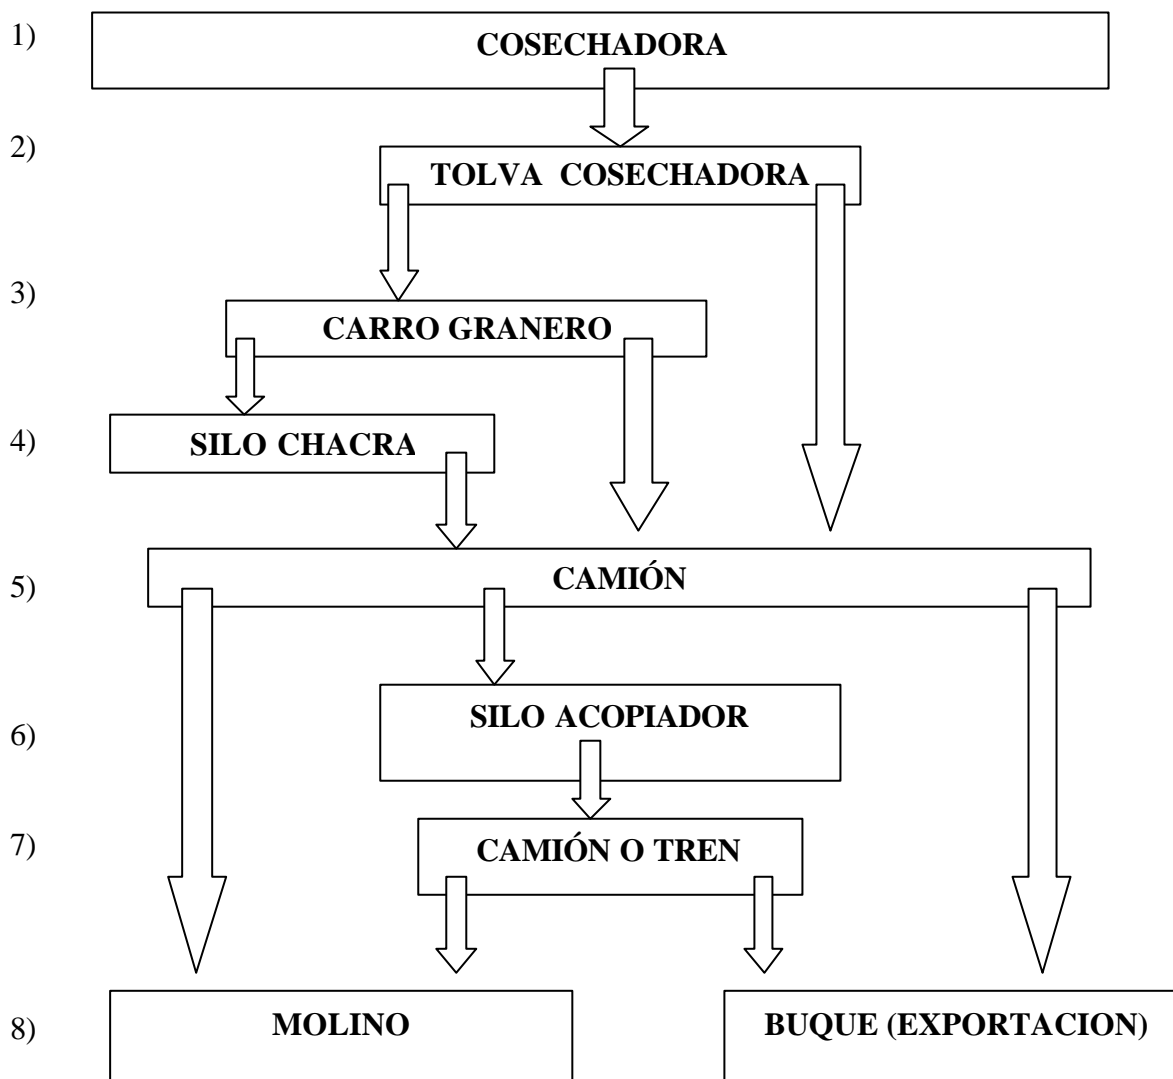 1) COSECHADORA
2) TOLVA COSECHADORA
3) CARRO GRANERO
4) SILO CHACRA
5) CAMIÓN
6) SILO ACOPIADOR
7) CAMIÓN O TREN
8) MOLINO BUQUE (EXPORTACION)